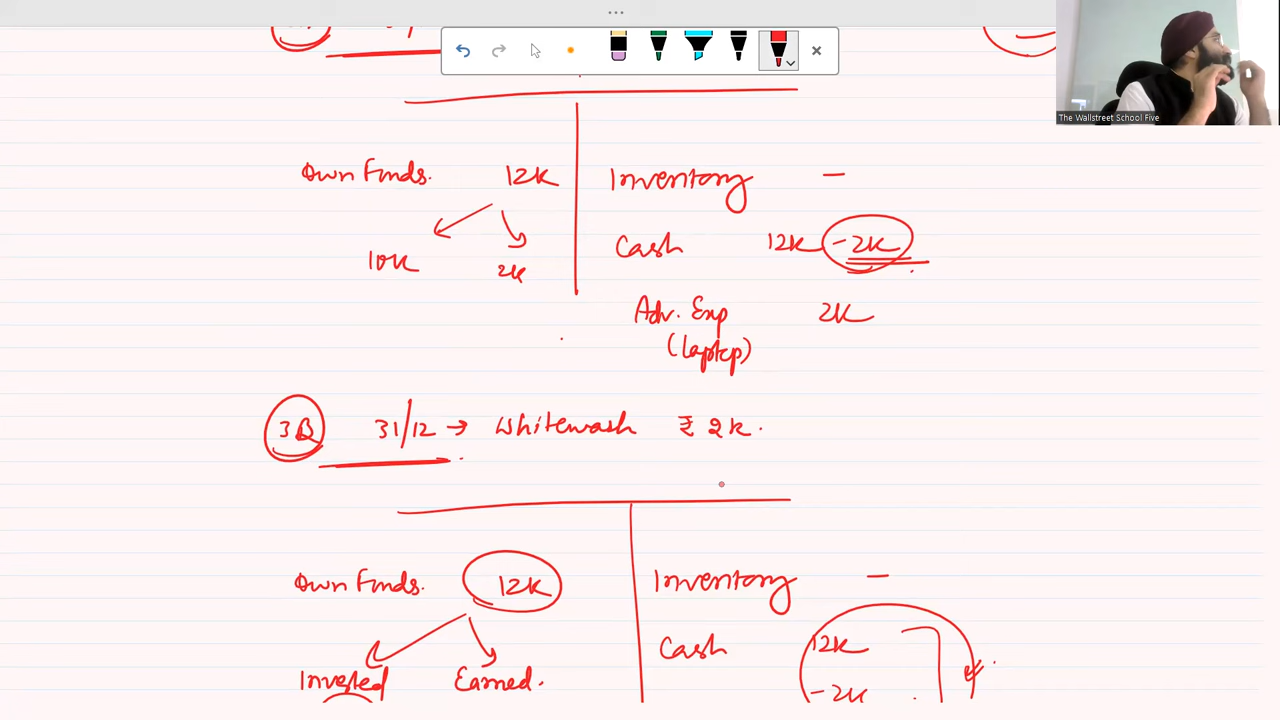 The Wallstreet School Five
Own Funds. 12K
10K 2K
Inventory –
Cash 12K -2K
Adv. Exp 2K
(laptop)
3B 31/12 → Whitewash ₹ 2K.
Own Funds. 12K
Invested Earned.
Inventory –
Cash 12K
-2K